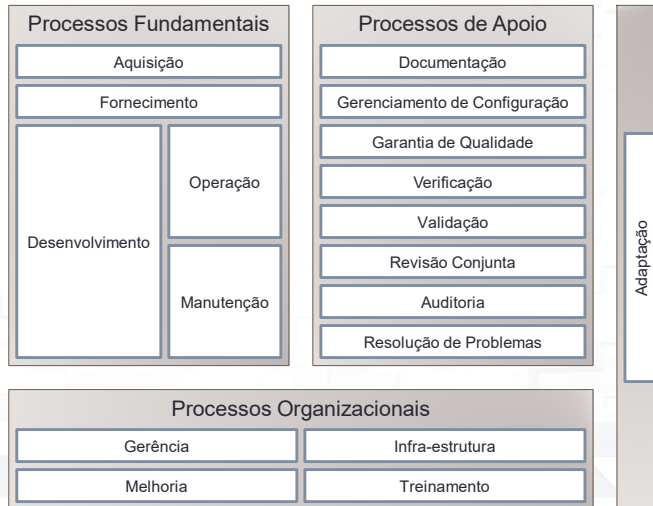 Processos Fundamentais
Aquisição
Fornecimento
Desenvolvimento
Operação
Manutenção
Processos de Apoio
Documentação
Gerenciamento de Configuração
Garantia de Qualidade
Verificação
Validação
Revisão Conjunta
Auditoria
Resolução de Problemas
Adaptação
Processos Organizacionais
Gerência
Infra-estrutura
Melhoria
Treinamento